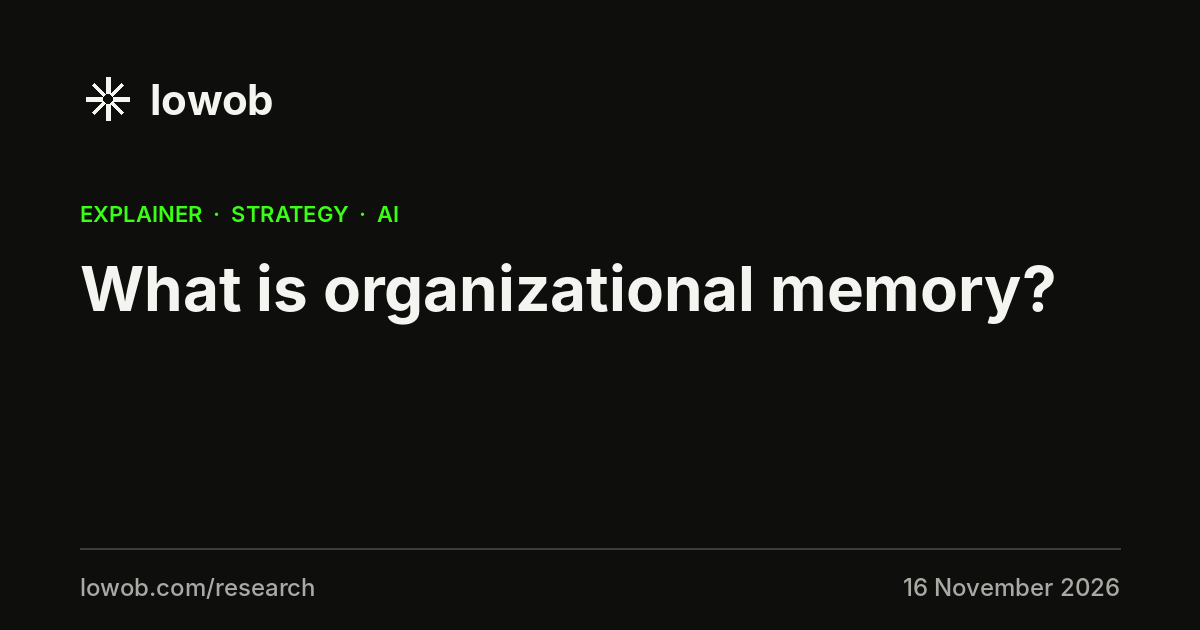 lowob
EXPLAINER · STRATEGY · AI
What is organizational memory?
lowob.com/research
16 November 2026